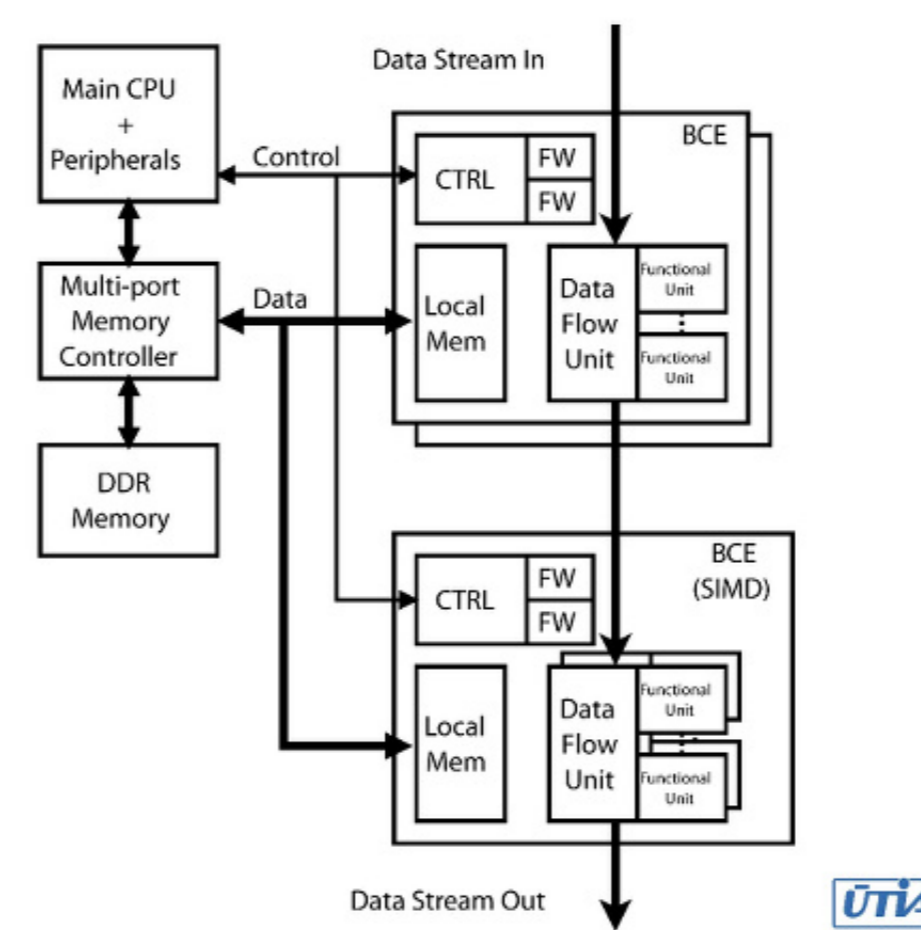 Data Stream In
Main CPU
+
Peripherals
Control
BCE
CTRL
FW
FW
Multi-port
Memory
Controller
Data
Local
Mem
Data
Flow
Unit
Functional
Unit
Functional
Unit
DDR
Memory
BCE
(SIMD)
CTRL
FW
FW
Local
Mem
Data
Flow
Unit
Functional
Unit
Functional
Unit
Data Stream Out